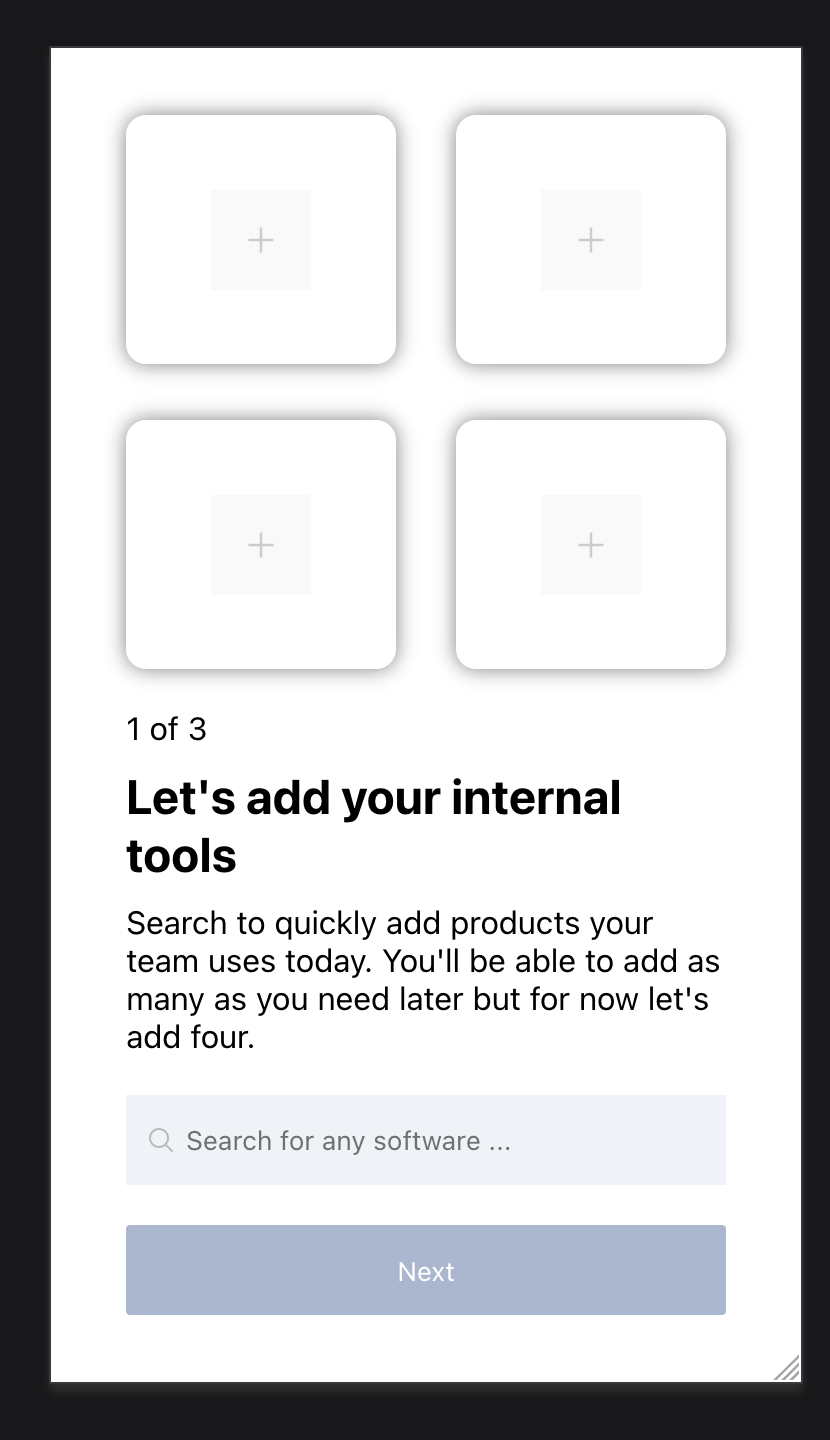 1 of 3
Let's add your internal
tools
Search to quickly add products your
team uses today. You'll be able to add as
many as you need later but for now let's
add four.
Search for any software ...
Next